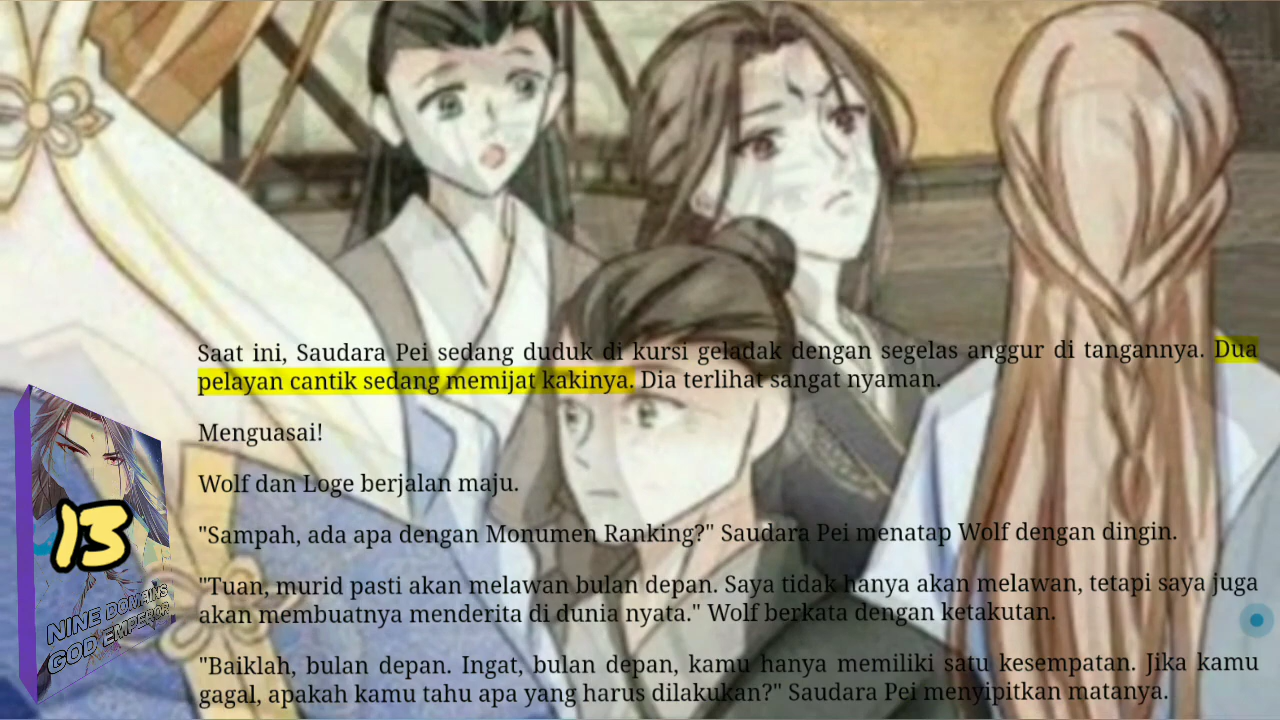 Saat ini, Saudara Pei sedang duduk di kursi geladak dengan segelas anggur di tangannya. Dua
pelayan cantik sedang memijat kakinya. Dia terlihat sangat nyaman.
Menguasai!
Wolf dan Loge berjalan maju.
"Sampah, ada apa dengan Monumen Ranking?" Saudara Pei menatap Wolf dengan dingin.
"Tuan, murid pasti akan melawan bulan depan. Saya tidak hanya akan melawan, tetapi saya juga
akan membuatnya menderita di dunia nyata." Wolf berkata dengan ketakutan.
"Baiklah, bulan depan. Ingat, bulan depan, kamu hanya memiliki satu kesempatan. Jika kamu
gagal, apakah kamu tahu apa yang harus dilakukan?" Saudara Pei menyipitkan matanya.
13
NINE DOMAINS
GOD EMPEROR